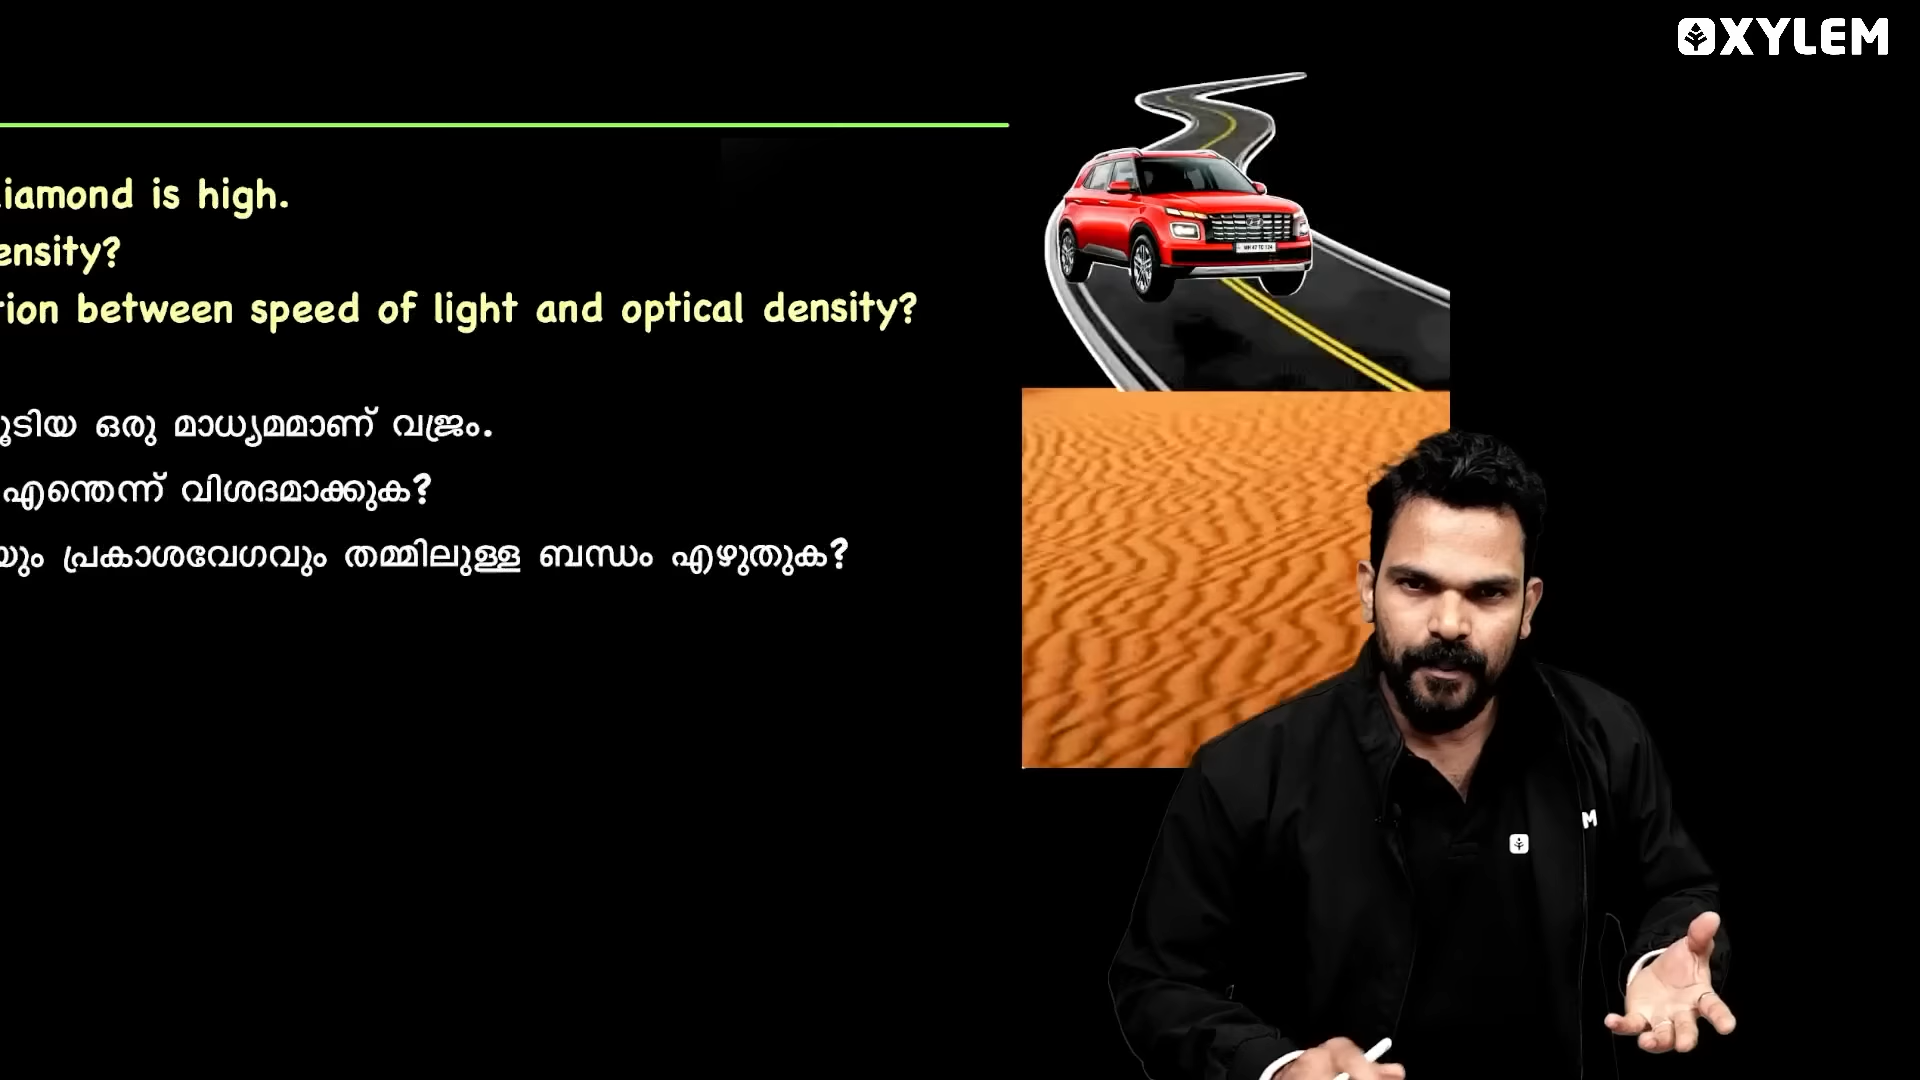 OXYLEM
iamond is high.
ensity?
tion between speed of light and optical density?
കൂടിയ ഒരു മാധ്യമമാണ് വജ്രം.
എന്തെന്ന് വിശദമാക്കുക?
യും പ്രകാശവേഗവും തമ്മിലുള്ള ബന്ധം എഴുതുക?
M